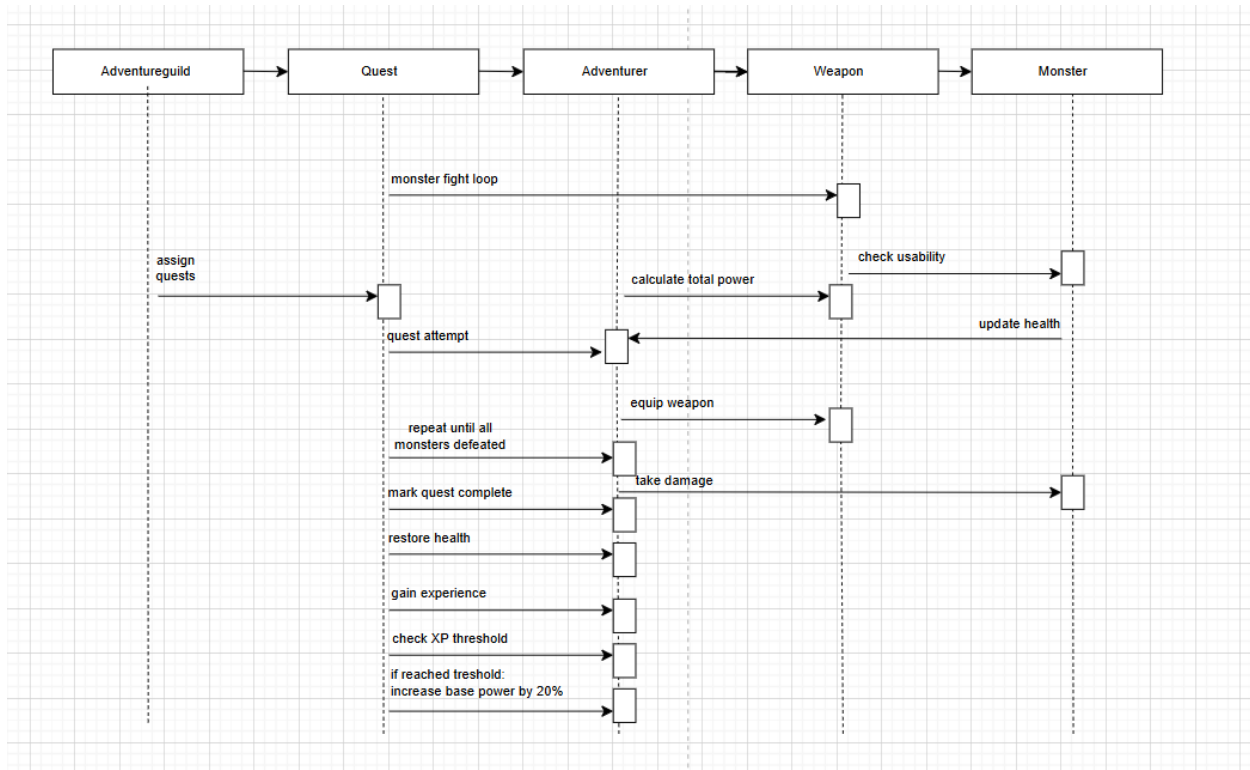 Adventureguild
Quest
Adventurer
Weapon
Monster
monster fight loop
check usability
assign
quests
calculate total power
update health
quest attempt
equip weapon
repeat until all
monsters defeated
take damage
mark quest complete
restore health
gain experience
check XP threshold
if reached treshold:
increase base power by 20%